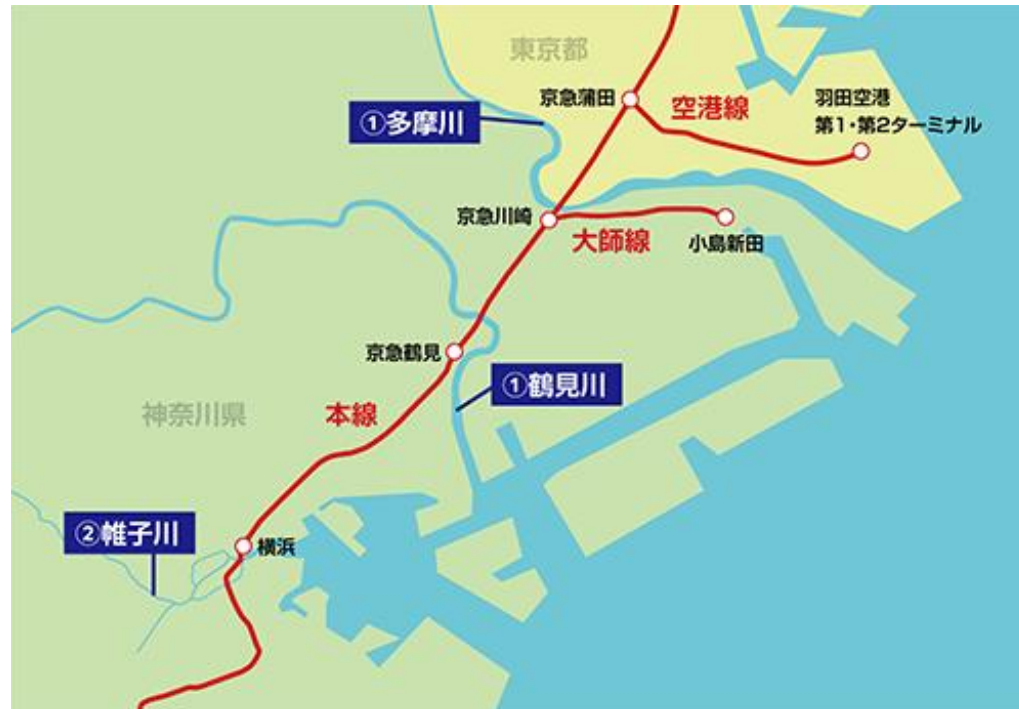 東京都
京急蒲田
空港線
羽田空港
第1・第2ターミナル
①多摩川
京急川崎
大師線
小島新田
京急鶴見
①鶴見川
本線
神奈川県
②帷子川
横浜